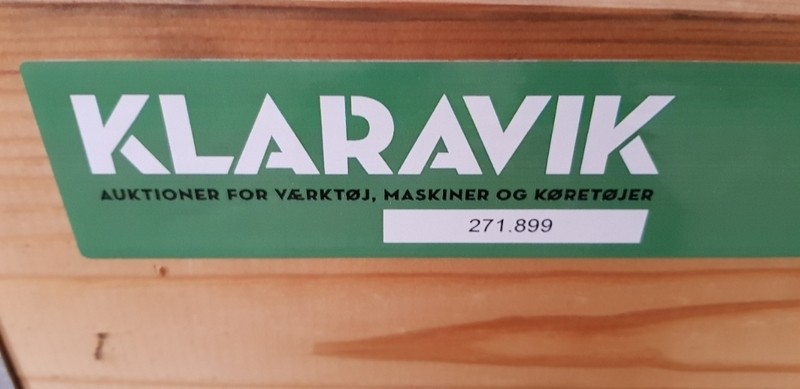 KLARAVIK
AUKTIONER FOR VÆRKTØJ, MASKINER OG KØRETØJER
271.899